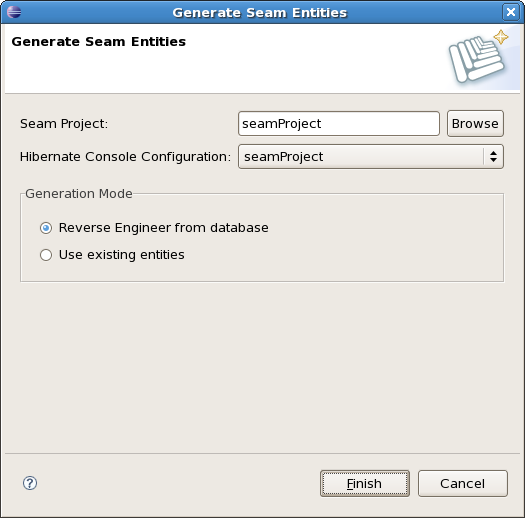 Generate Seam Entities
Generate Seam Entities
Seam Project: seamProject Browse
Hibernate Console Configuration: seamProject
Generation Mode
Reverse Engineer from database
Use existing entities
? Finish Cancel